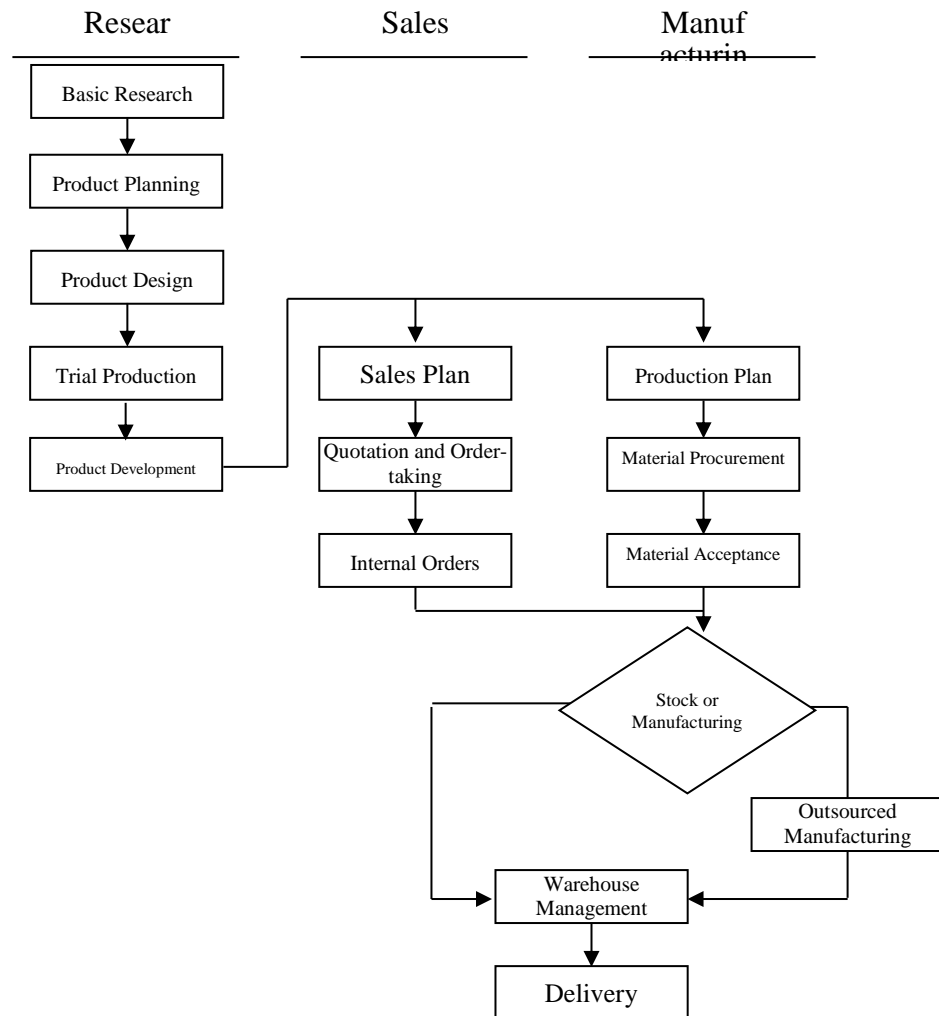 Resear
Sales
Manuf
acturin
Basic Research
Product Planning
Product Design
Trial Production
Product Development
Sales Plan
Quotation and Order-
taking
Internal Orders
Production Plan
Material Procurement
Material Acceptance
Stock or
Manufacturing
Outsourced
Manufacturing
Warehouse
Management
Delivery